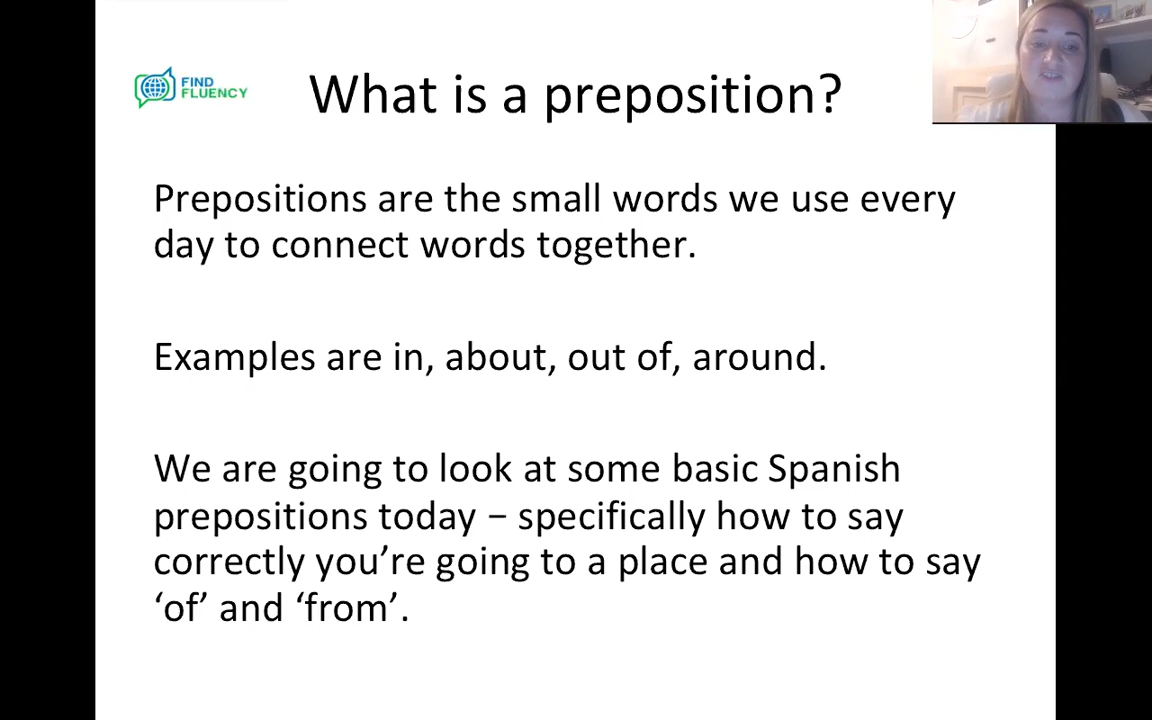 FIND
FLUENCY
What is a preposition?
Prepositions are the small words we use every
day to connect words together.
Examples are in, about, out of, around.
We are going to look at some basic Spanish
prepositions today – specifically how to say
correctly you’re going to a place and how to say
‘of’ and ‘from’.